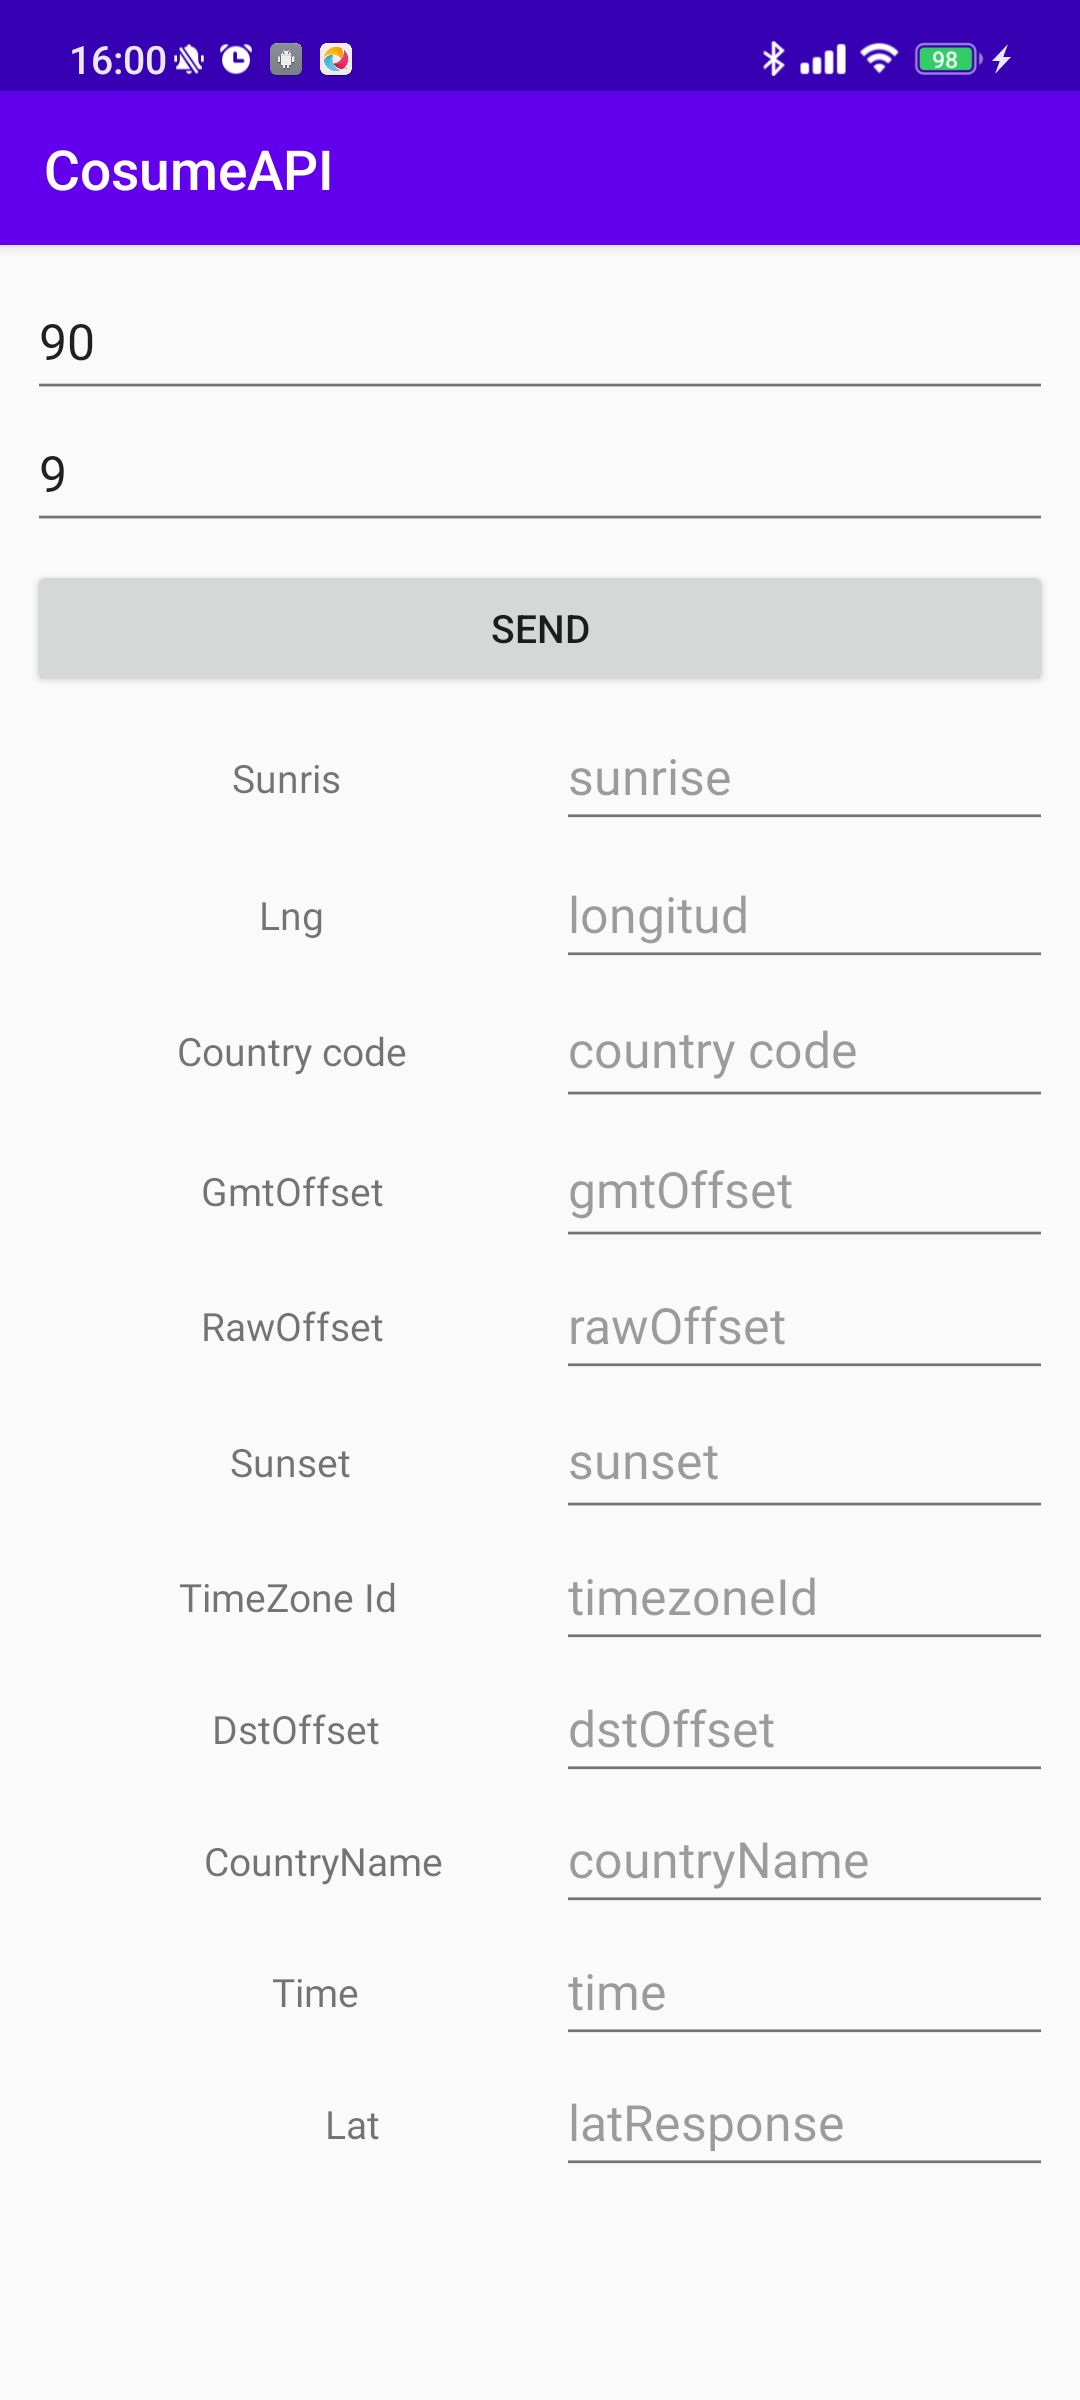 16:00 98
CosumeAPI
90
9
SEND
Sunris sunrise
Lng longitud
Country code country code
GmtOffset gmtOffset
RawOffset rawOffset
Sunset sunset
TimeZone Id timezoneId
DstOffset dstOffset
CountryName countryName
Time time
Lat latResponse